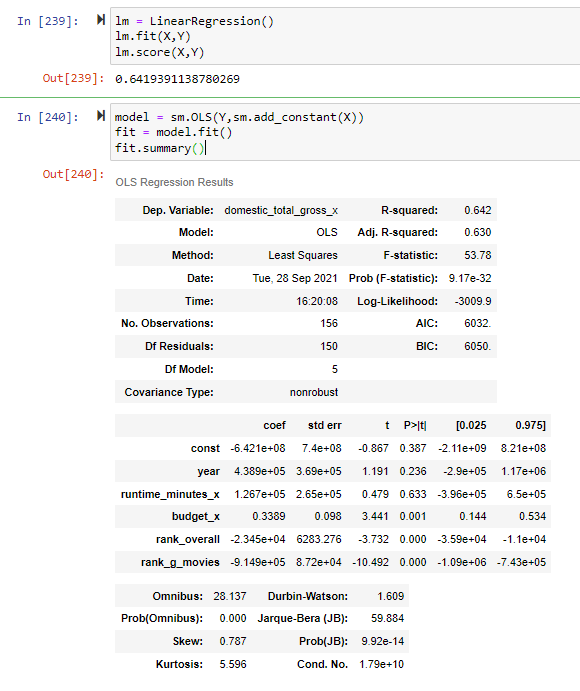 In [239]: lm = LinearRegression()
lm.fit(X,Y)
lm.score(X,Y)
Out[239]: 0.6419391138780269
In [240]: model = sm.OLS(Y,sm.add_constant(X))
fit = model.fit()
fit.summary()
Out[240]:
OLS Regression Results
Dep. Variable: domestic_total_gross_x R-squared: 0.642
Model: OLS Adj. R-squared: 0.630
Method: Least Squares F-statistic: 53.78
Date: Tue, 28 Sep 2021 Prob (F-statistic): 9.17e-32
Time: 16:20:08 Log-Likelihood: -3009.9
No. Observations: 156 AIC: 6032.
Df Residuals: 150 BIC: 6050.
Df Model: 5
Covariance Type: nonrobust
coef std err t P>|t| [0.025 0.975]
const -6.421e+08 7.4e+08 -0.867 0.387 -2.11e+09 8.21e+08
year 4.389e+05 3.69e+05 1.191 0.236 -2.9e+05 1.17e+06
runtime_minutes_x 1.267e+05 2.65e+05 0.479 0.633 -3.96e+05 6.5e+05
budget_x 0.3389 0.098 3.441 0.001 0.144 0.534
rank_overall -2.345e+04 6283.276 -3.732 0.000 -3.59e+04 -1.1e+04
rank_g_movies -9.149e+05 8.72e+04 -10.492 0.000 -1.09e+06 -7.43e+05
Omnibus: 28.137 Durbin-Watson: 1.609
Prob(Omnibus): 0.000 Jarque-Bera (JB): 59.884
Skew: 0.787 Prob(JB): 9.92e-14
Kurtosis: 5.596 Cond. No. 1.79e+10